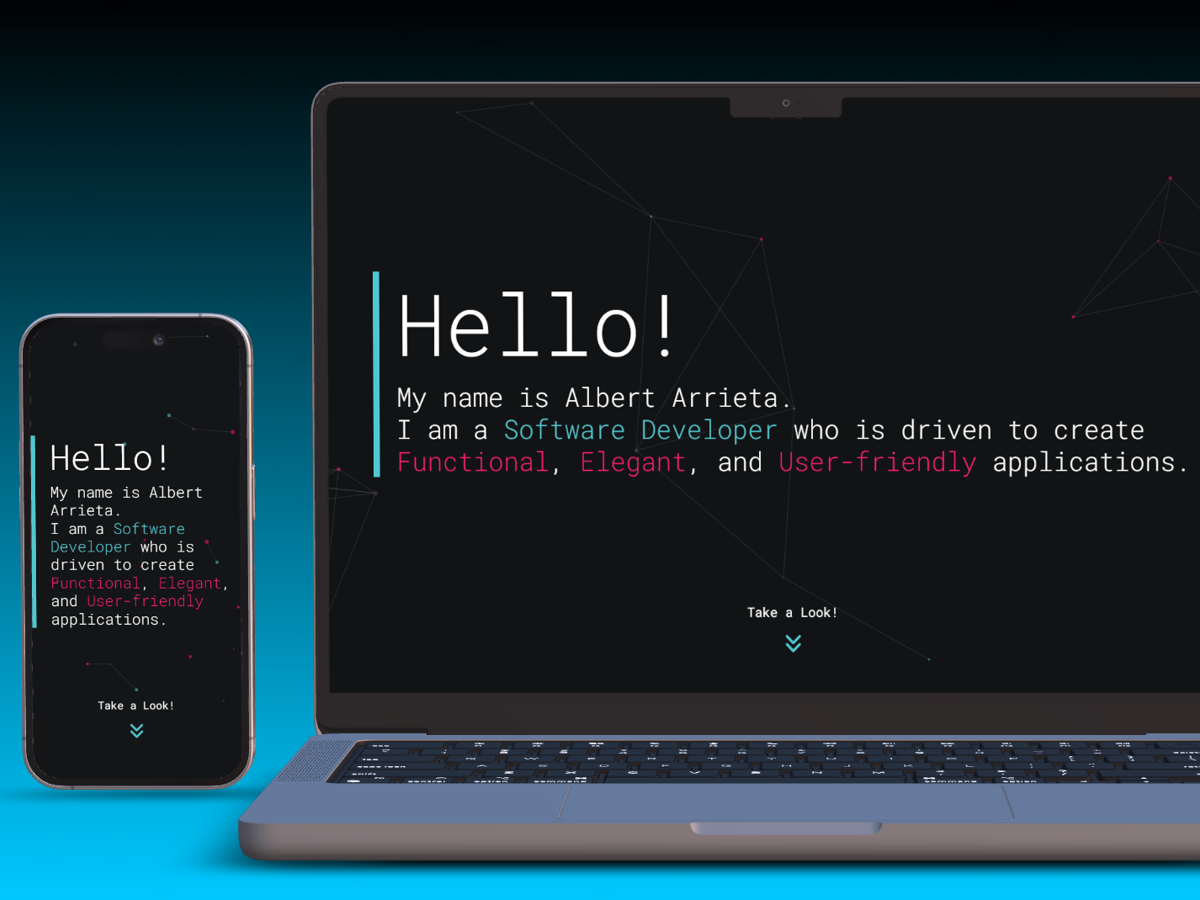 Hello!
My name is Albert
Arrieta.
I am a Software
Developer who is
driven to create
Functional, Elegant,
and User-friendly
applications.
Take a Look!
Hello!
My name is Albert Arrieta.
I am a Software Developer who is driven to create
Functional, Elegant, and User-friendly applications.
Take a Look!